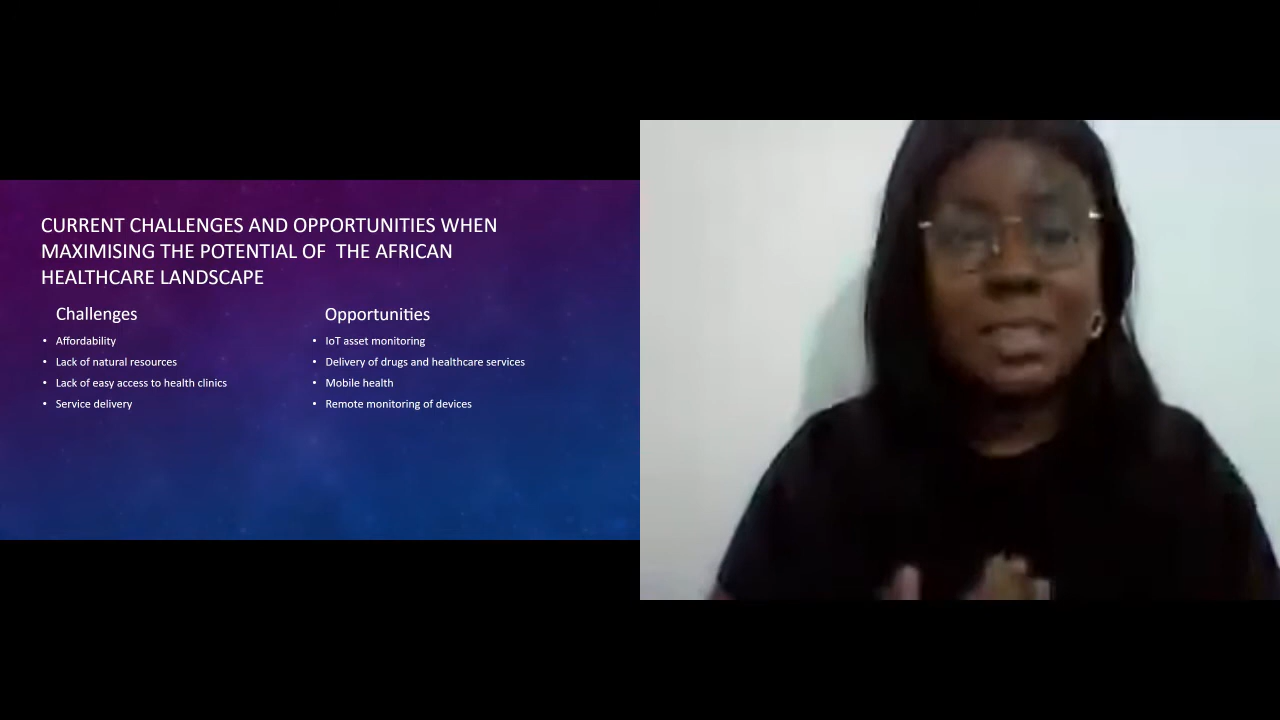 CURRENT CHALLENGES AND OPPORTUNITIES WHEN
MAXIMISING THE POTENTIAL OF  THE AFRICAN
HEALTHCARE LANDSCAPE
Challenges
• Affordability
• Lack of natural resources
• Lack of easy access to health clinics
• Service delivery
Opportunities
• IoT asset monitoring
• Delivery of drugs and healthcare services
• Mobile health
• Remote monitoring of devices